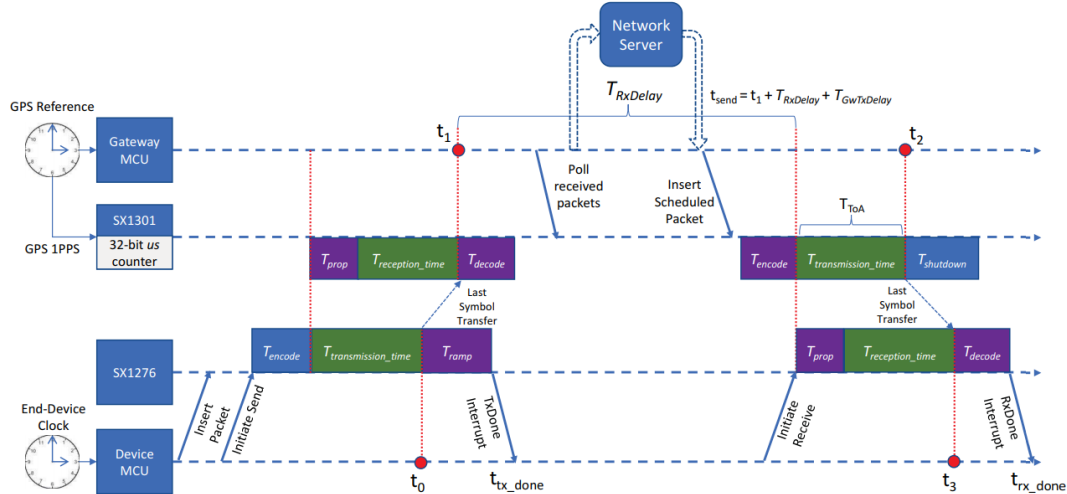 Network
Server
T_RxDelay
t_send = t_1 + T_RxDelay + T_GwTxDelay
GPS Reference
Gateway
MCU
t_1
t_2
Poll
received
packets
Insert
Scheduled
Packet
T_ToA
SX1301
32-bit us
counter
GPS 1PPS
T_prop
T_reception_time
T_decode
T_encode
T_transmission_time
T_shutdown
Last
Symbol
Transfer
Last
Symbol
Transfer
T_encode
T_transmission_time
T_ramp
T_prop
T_reception_time
T_decode
SX1276
Insert
Packet
Initiate Send
TxDone
Interrupt
Initiate
Receive
RxDone
Interrupt
End-Device
Clock
Device
MCU
t_0
t_tx_done
t_3
t_rx_done